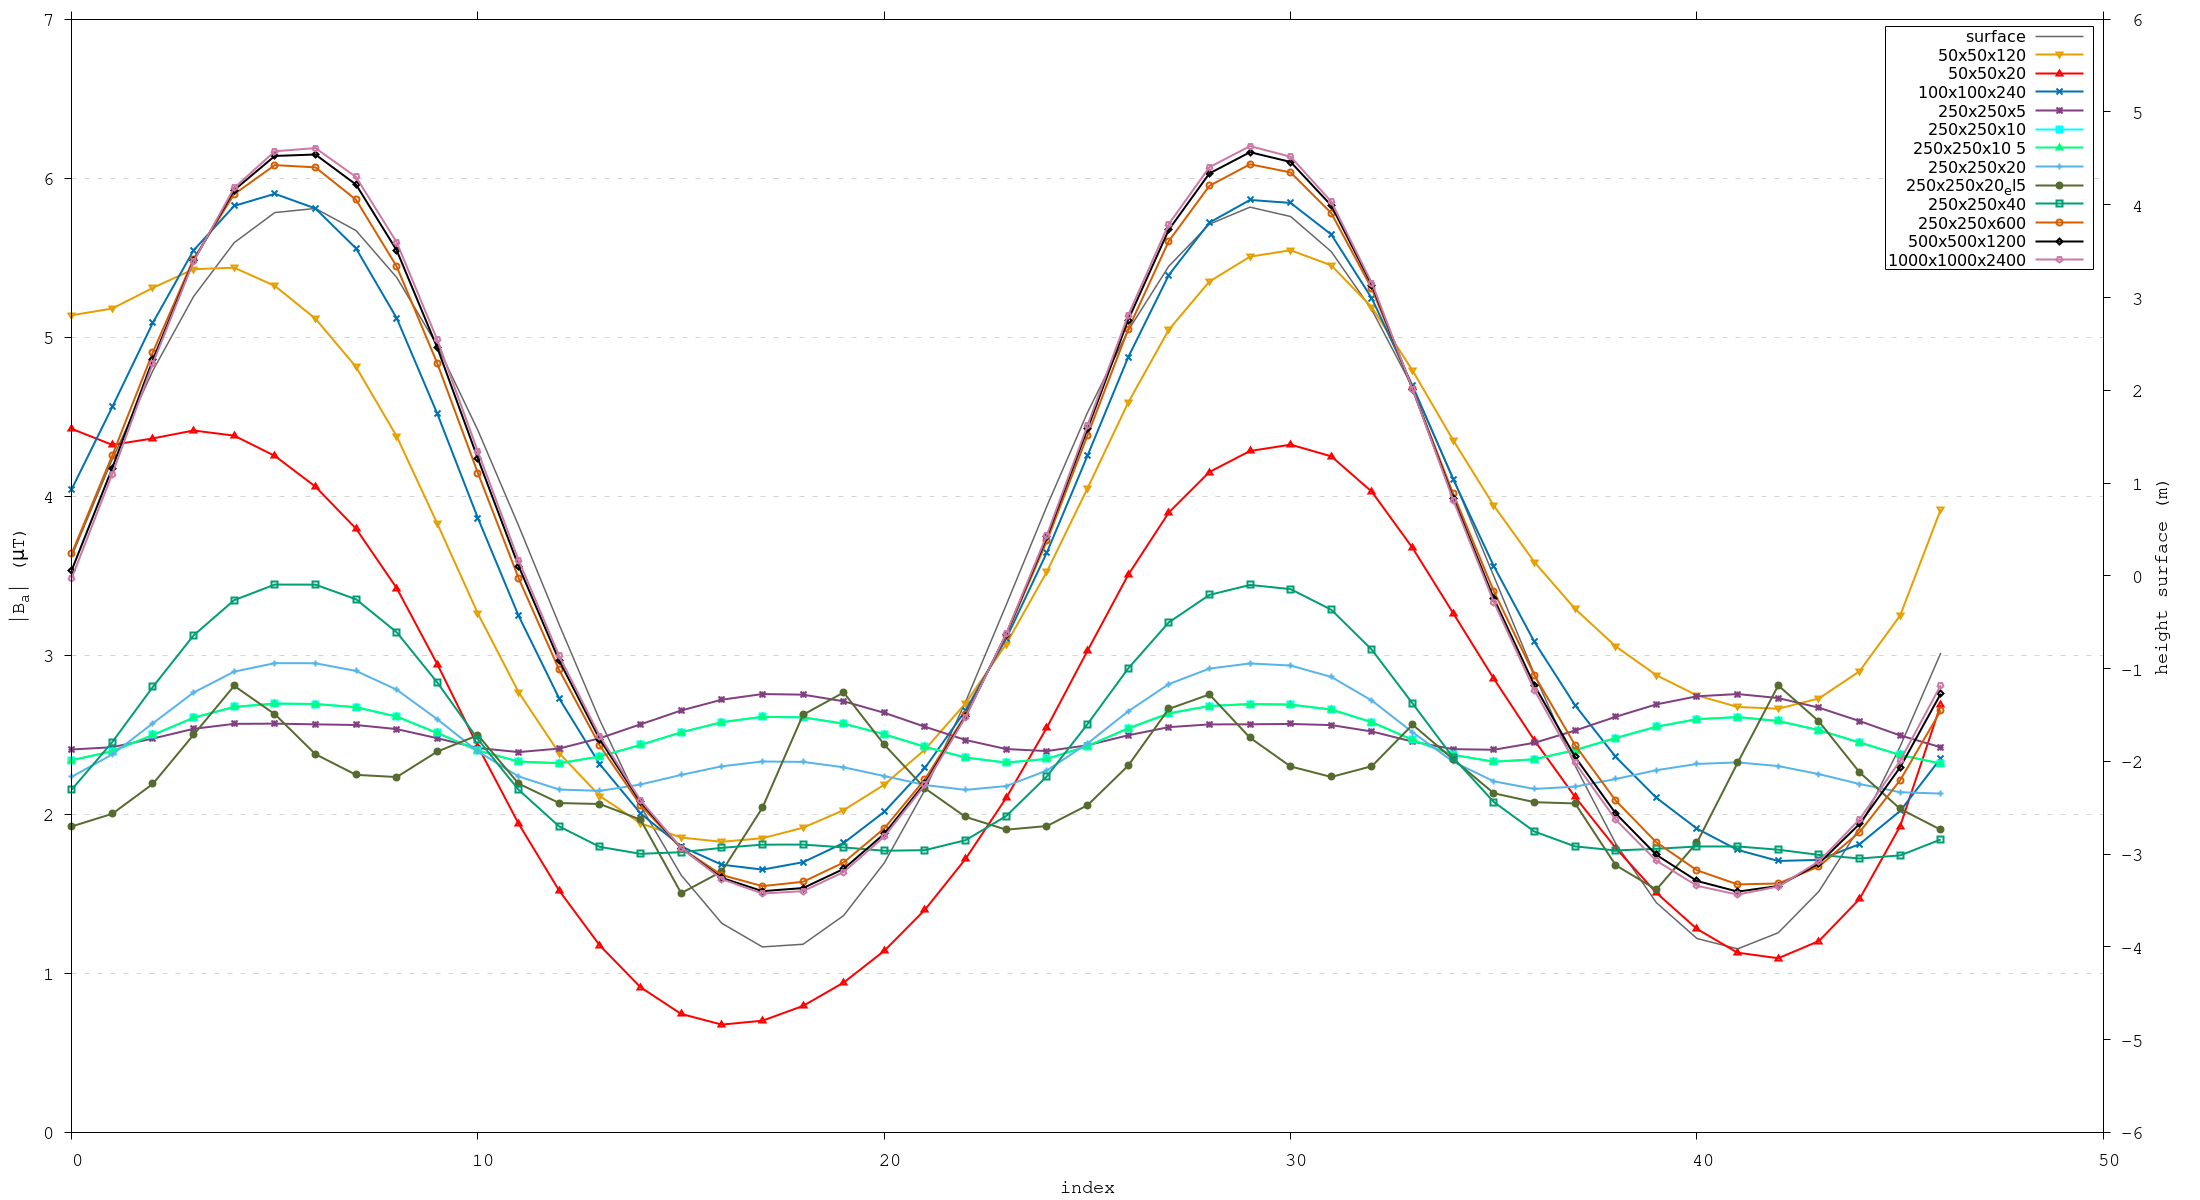 7
6
5
4
3
2
1
0
|Ba| (μT)
0
10
20
30
40
50
index
6
5
4
3
2
1
0
-1
-2
-3
-4
-5
-6
height surface (m)
surface
50x50x120
50x50x20
100x100x240
250x250x5
250x250x10
250x250x10 5
250x250x20
250x250x20el5
250x250x40
250x250x600
500x500x1200
1000x1000x2400